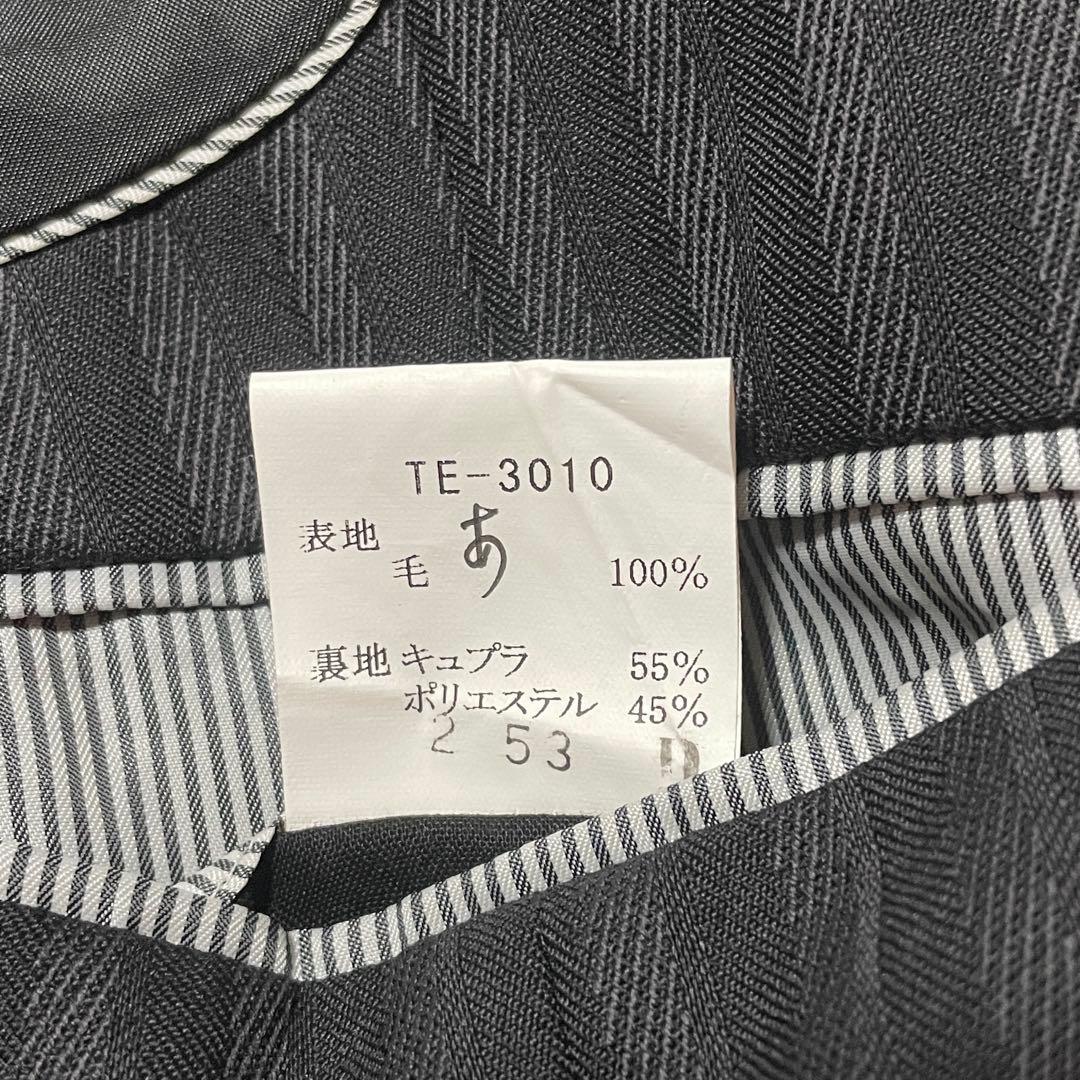 TE-3010
表地 あ
毛 100%
裏地 キュプラ 55%
ポリエステル 45%
2 53